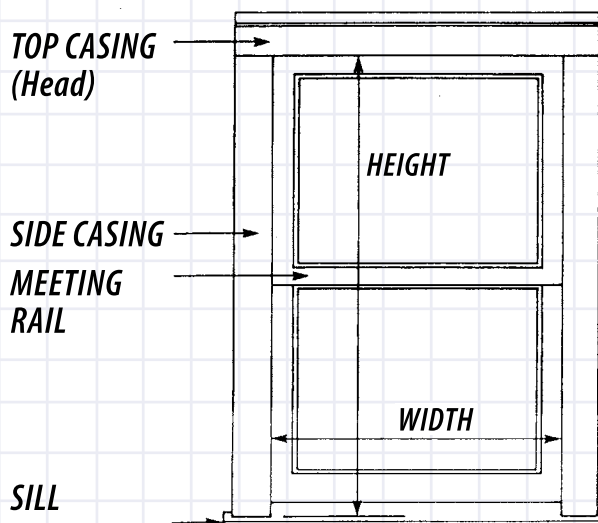 TOP CASING
(Head)
HEIGHT
SIDE CASING
MEETING
RAIL
WIDTH
SILL